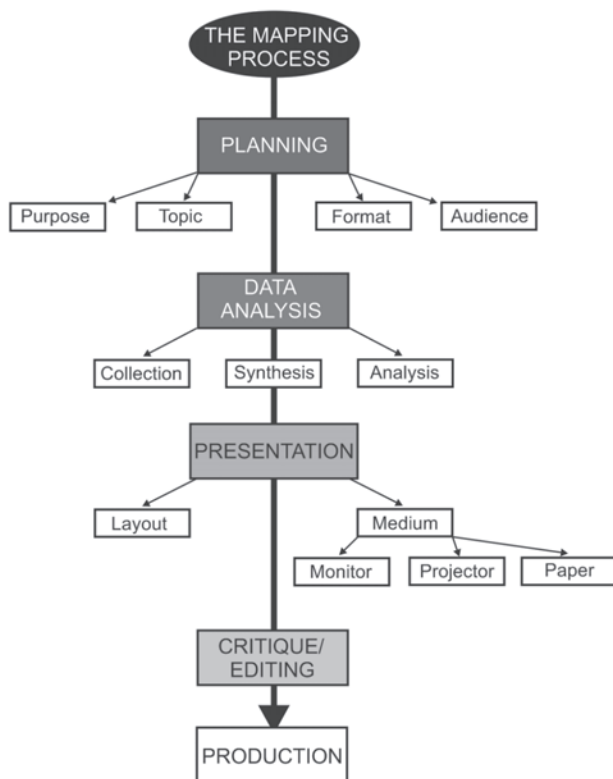 THE MAPPING
PROCESS
PLANNING
Purpose
Topic
Format
Audience
DATA
ANALYSIS
Collection
Synthesis
Analysis
PRESENTATION
Layout
Medium
Monitor
Projector
Paper
CRITIQUE/
EDITING
PRODUCTION